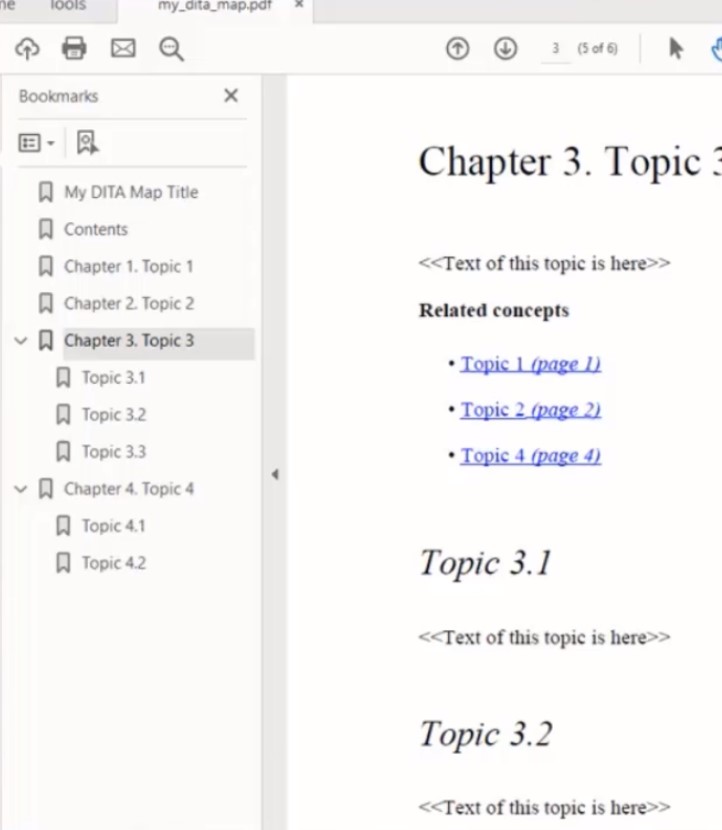 Tools
my_dita_map.pdf
3 (5 of 6)
Bookmarks
My DITA Map Title
Contents
Chapter 1. Topic 1
Chapter 2. Topic 2
Chapter 3. Topic 3
Topic 3.1
Topic 3.2
Topic 3.3
Chapter 4. Topic 4
Topic 4.1
Topic 4.2
Chapter 3. Topic 3
<<Text of this topic is here>>
Related concepts
• Topic 1 (page 1)
• Topic 2 (page 2)
• Topic 4 (page 4)
Topic 3.1
<<Text of this topic is here>>
Topic 3.2
<<Text of this topic is here>>